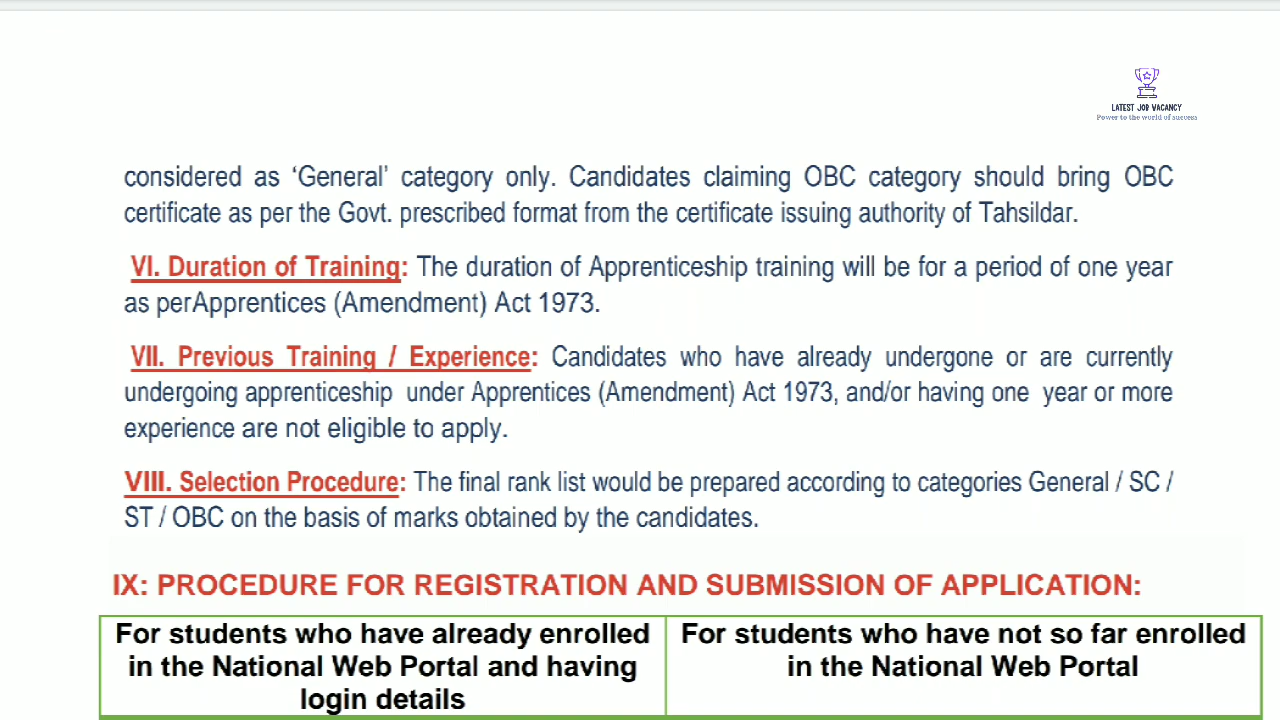 LATEST JOB VACANCY
Power to the world of success
considered as ‘General’ category only. Candidates claiming OBC category should bring OBC
certificate as per the Govt. prescribed format from the certificate issuing authority of Tahsildar.
VI. Duration of Training: The duration of Apprenticeship training will be for a period of one year
as perApprentices (Amendment) Act 1973.
VII. Previous Training / Experience: Candidates who have already undergone or are currently
undergoing apprenticeship under Apprentices (Amendment) Act 1973, and/or having one year or more
experience are not eligible to apply.
VIII. Selection Procedure: The final rank list would be prepared according to categories General / SC /
ST / OBC on the basis of marks obtained by the candidates.
IX: PROCEDURE FOR REGISTRATION AND SUBMISSION OF APPLICATION:
For students who have already enrolled
in the National Web Portal and having
login details
For students who have not so far enrolled
in the National Web Portal